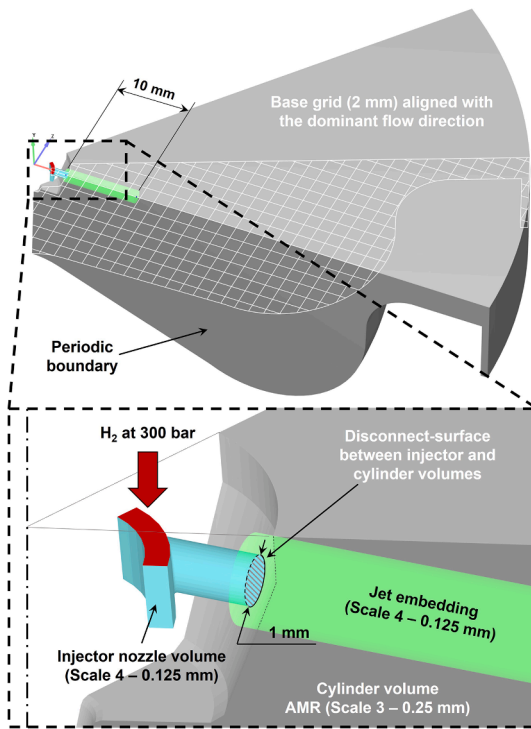 10 mm
Base grid (2 mm) aligned with
the dominant flow direction
Y
Z
Periodic
boundary
H₂ at 300 bar
Disconnect-surface
between injector and
cylinder volumes
Jet embedding
(Scale 4 – 0.125 mm)
1 mm
Injector nozzle volume
(Scale 4 – 0.125 mm)
Cylinder volume
AMR (Scale 3 – 0.25 mm)